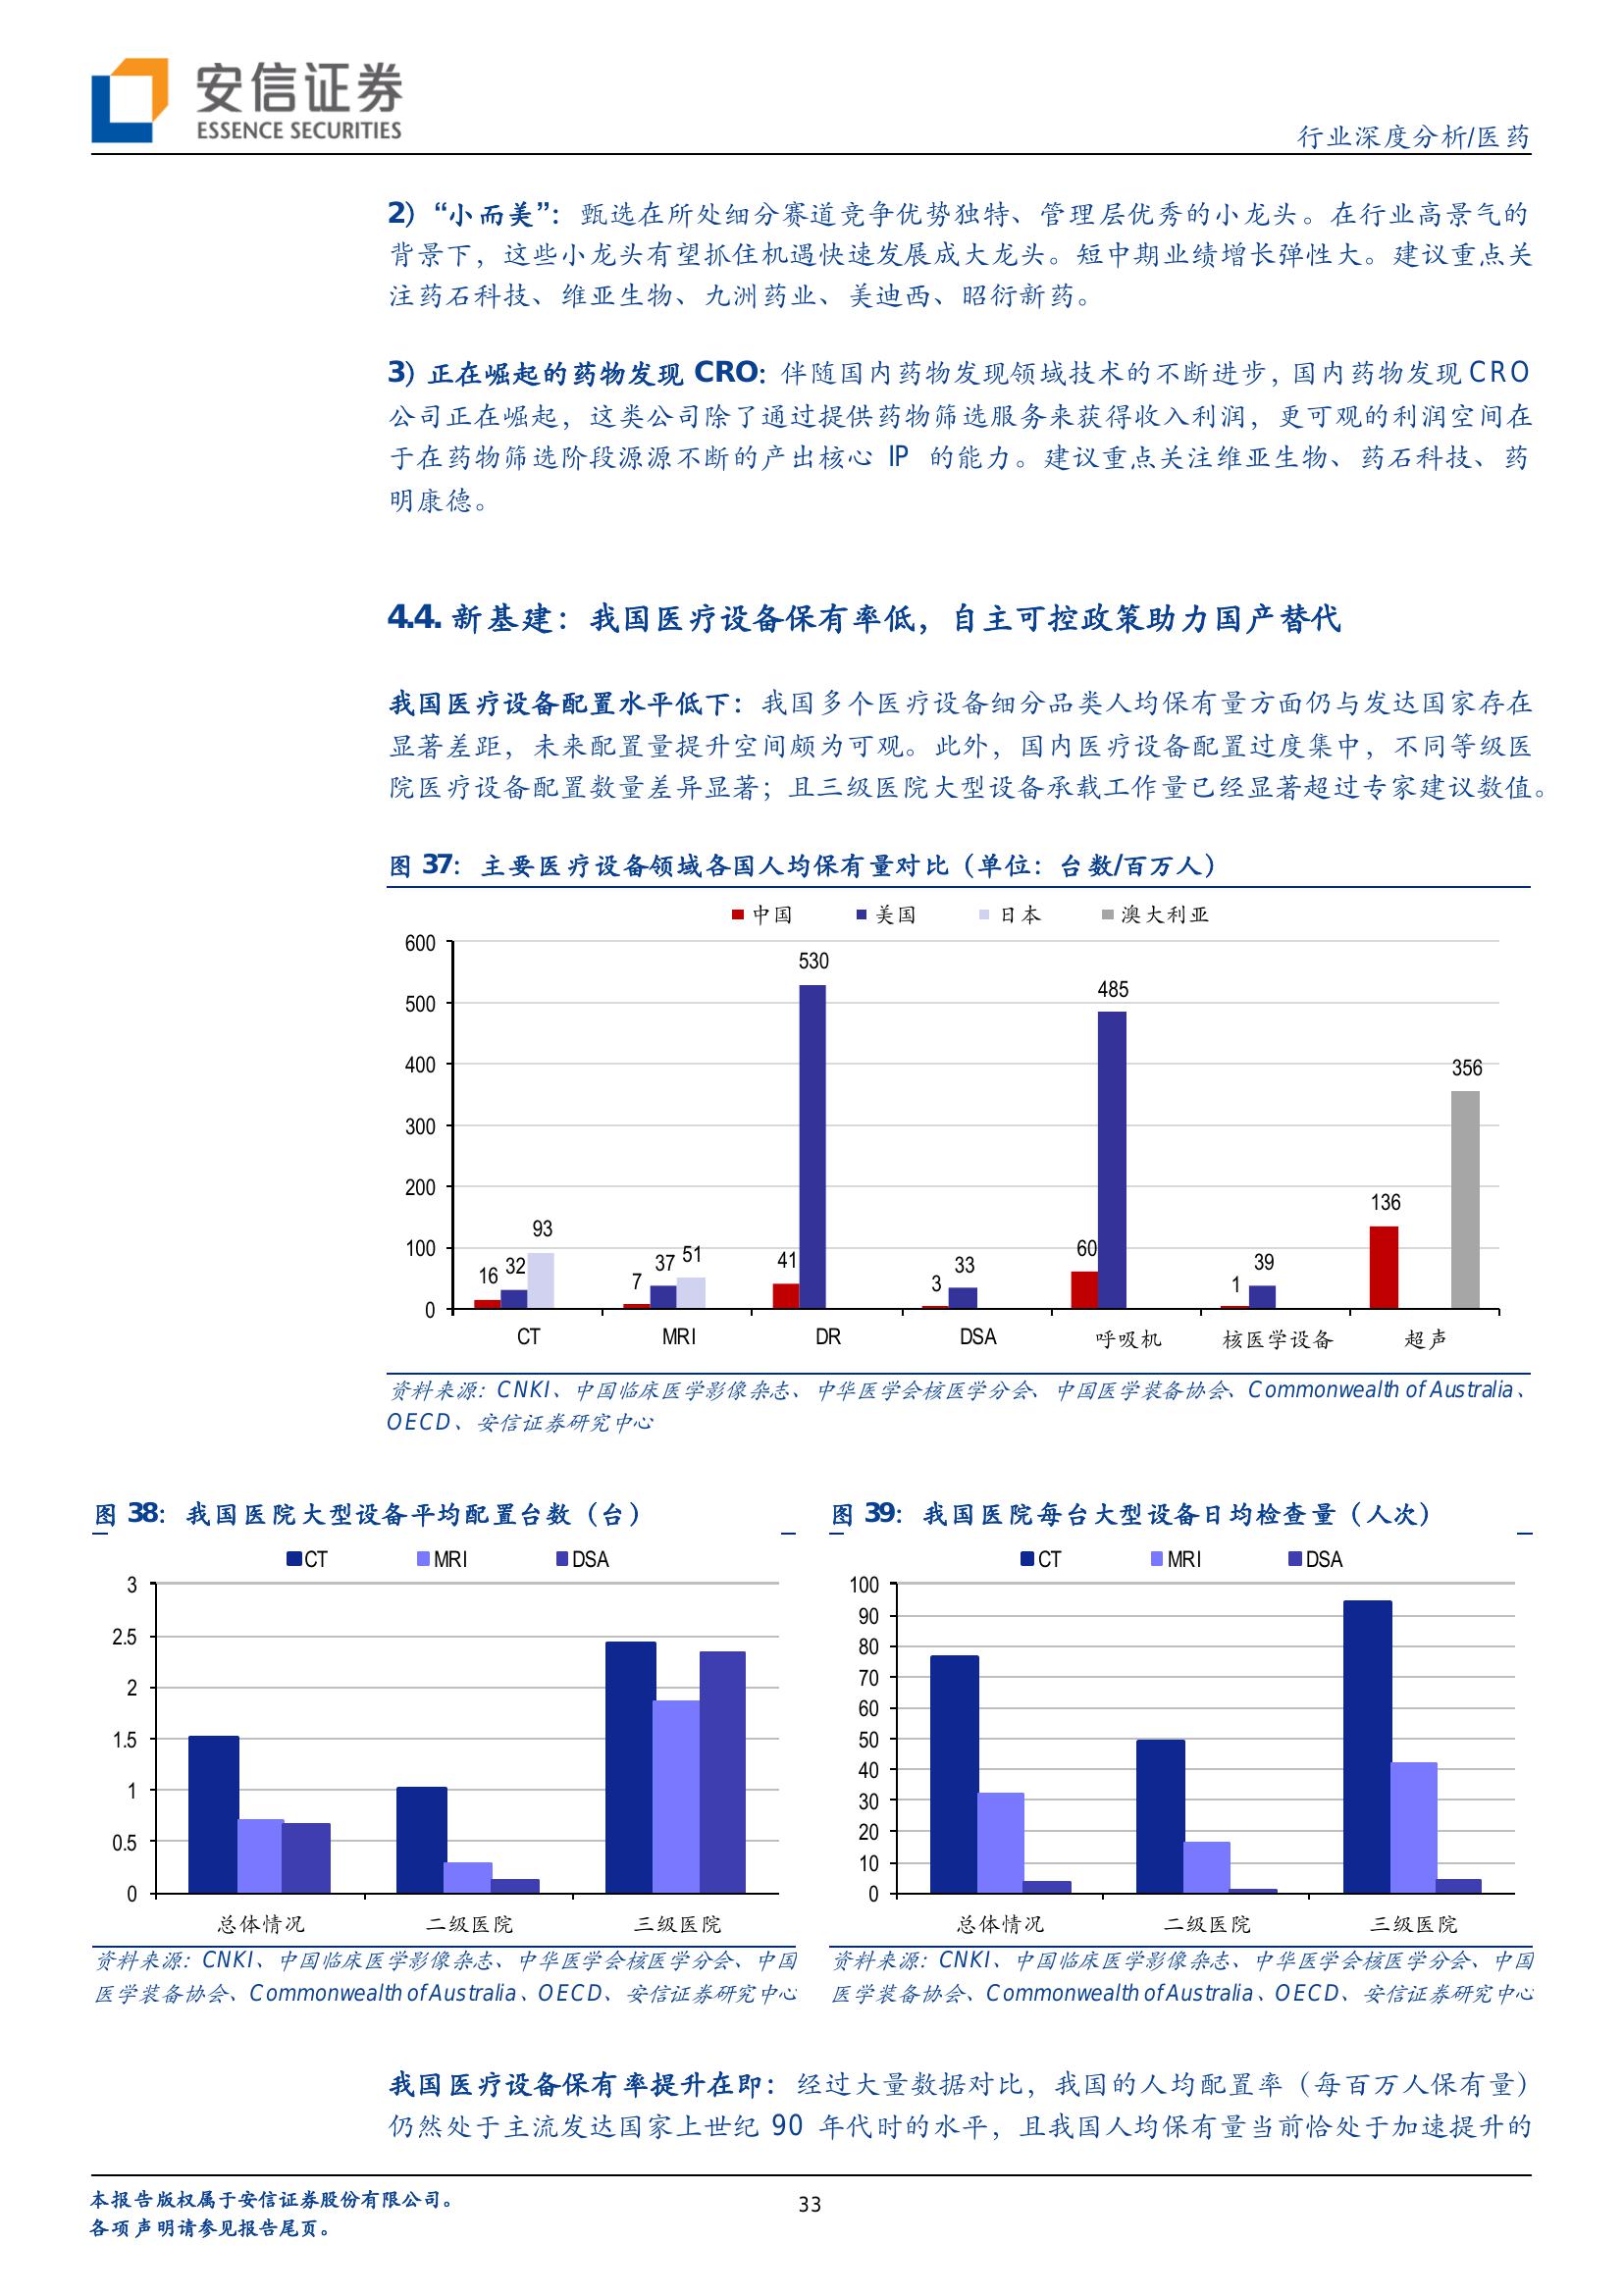 安信证券
ESSENCE SECURITIES
行业深度分析/医药
2）“小而美”：甄选在所处细分赛道竞争优势独特、管理层优秀的小龙头。在行业高景气的
背景下，这些小龙头有望抓住机遇快速发展成大龙头。短中期业绩增长弹性大。建议重点关
注药石科技、维亚生物、九洲药业、美迪西、昭衍新药。
3）正在崛起的药物发现 CRO：伴随国内药物发现领域技术的不断进步，国内药物发现 CRO
公司正在崛起，这类公司除了通过提供药物筛选服务来获得收入利润，更可观的利润空间在
于在药物筛选阶段源源不断的产出核心 IP 的能力。建议重点关注维亚生物、药石科技、药
明康德。
4.4. 新基建：我国医疗设备保有率低，自主可控政策助力国产替代
我国医疗设备配置水平低下：我国多个医疗设备细分品类人均保有量方面仍与发达国家存在
显著差距，未来配置量提升空间颇为可观。此外，国内医疗设备配置过度集中，不同等级医
院医疗设备配置数量差异显著；且三级医院大型设备承载工作量已经显著超过专家建议数值。
图 37：主要医疗设备领域各国人均保有量对比（单位：台数/百万人）
中国 美国 日本 澳大利亚
600
500
400
300
200
100
0
16 32 93
7 37 51
41 530
3 33
60 485
1 39
136 356
CT MRI DR DSA 呼吸机 核医学设备 超声
资料来源：CNKI、中国临床医学影像杂志、中华医学会核医学分会、中国医学装备协会、Commonwealth of Australia、
OECD、安信证券研究中心
图 38：我国医院大型设备平均配置台数（台）
CT MRI DSA
3
2.5
2
1.5
1
0.5
0
总体情况 二级医院 三级医院
资料来源：CNKI、中国临床医学影像杂志、中华医学会核医学分会、中国
医学装备协会、Commonwealth of Australia、OECD、安信证券研究中心
图 39：我国医院每台大型设备日均检查量（人次）
CT MRI DSA
100
90
80
70
60
50
40
30
20
10
0
总体情况 二级医院 三级医院
资料来源：CNKI、中国临床医学影像杂志、中华医学会核医学分会、中国
医学装备协会、Commonwealth of Australia、OECD、安信证券研究中心
我国医疗设备保有率提升在即：经过大量数据对比，我国的人均配置率（每百万人保有量）
仍然处于主流发达国家上世纪 90 年代时的水平，且我国人均保有量当前恰处于加速提升的
本报告版权属于安信证券股份有限公司。
各项声明请参见报告尾页。
33